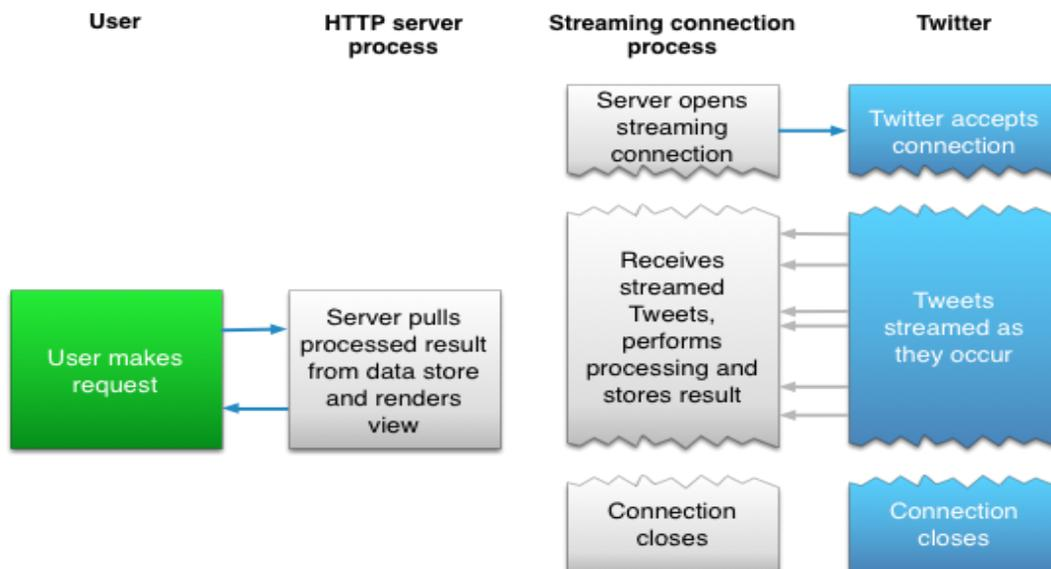 User
HTTP server
process
Streaming connection
process
Twitter
Server opens
streaming
connection
Twitter accepts
connection
User makes
request
Server pulls
processed result
from data store
and renders
view
Receives
streamed
Tweets,
performs
processing and
stores result
Tweets
streamed as
they occur
Connection
closes
Connection
closes